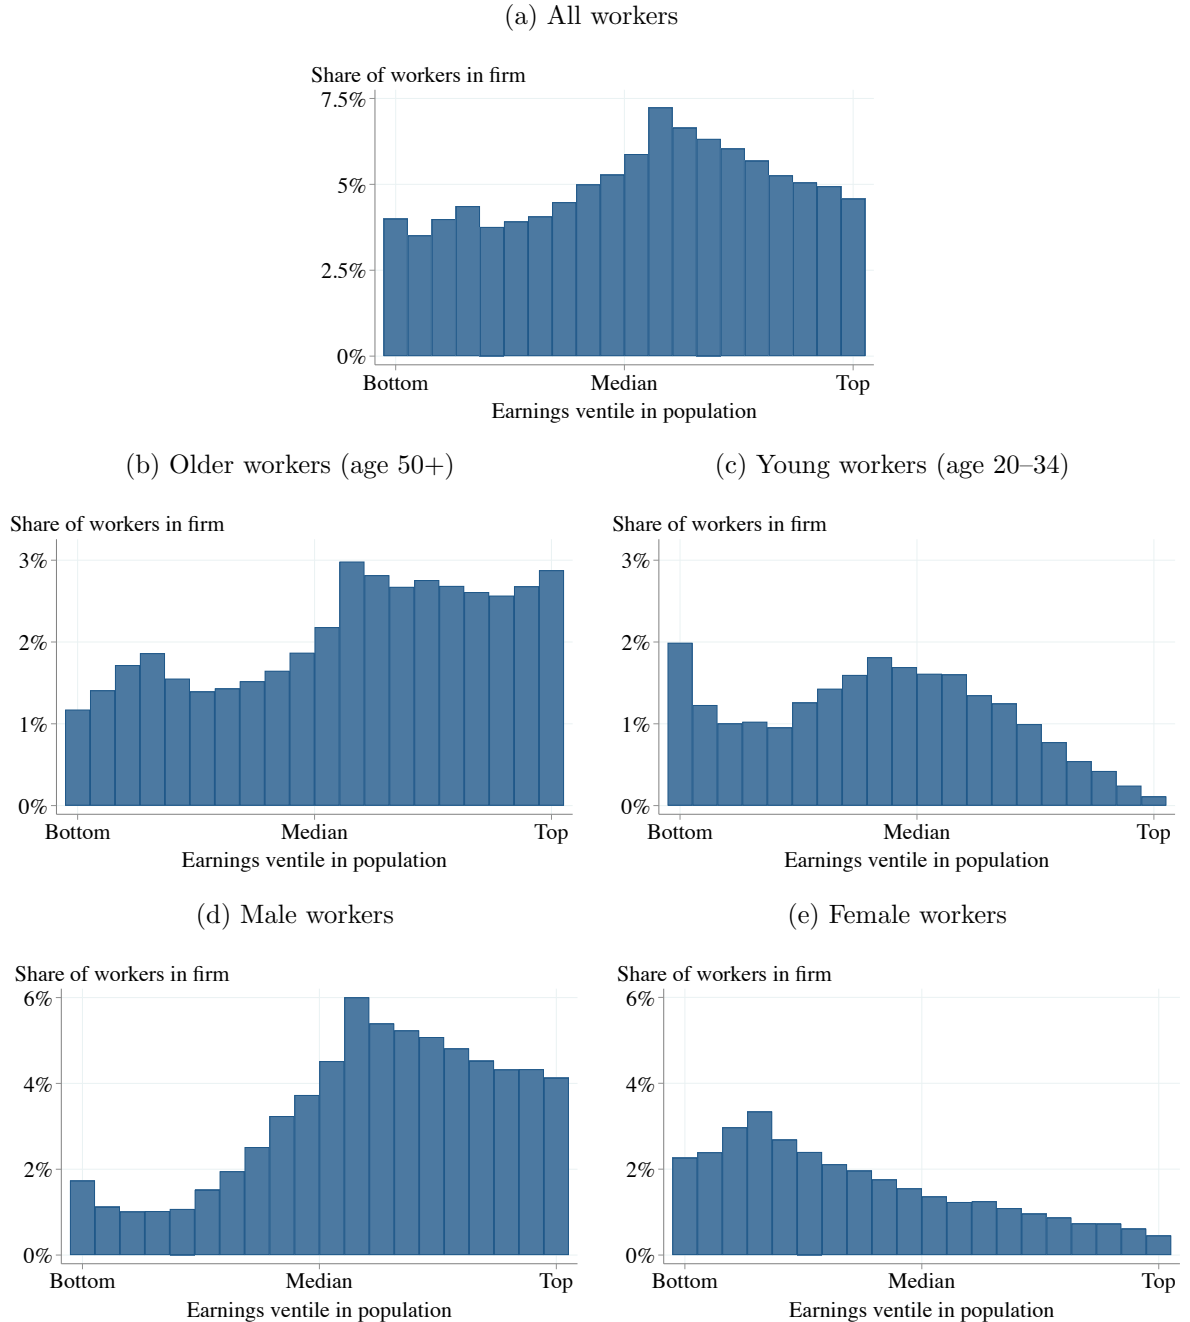 (a) All workers
Share of workers in firm
7.5%
5%
2.5%
0%
Bottom Median Top
Earnings ventile in population
(b) Older workers (age 50+)
Share of workers in firm
3%
2%
1%
0%
Bottom Median Top
Earnings ventile in population
(c) Young workers (age 20–34)
Share of workers in firm
3%
2%
1%
0%
Bottom Median Top
Earnings ventile in population
(d) Male workers
Share of workers in firm
6%
4%
2%
0%
Bottom Median Top
Earnings ventile in population
(e) Female workers
Share of workers in firm
6%
4%
2%
0%
Bottom Median Top
Earnings ventile in population